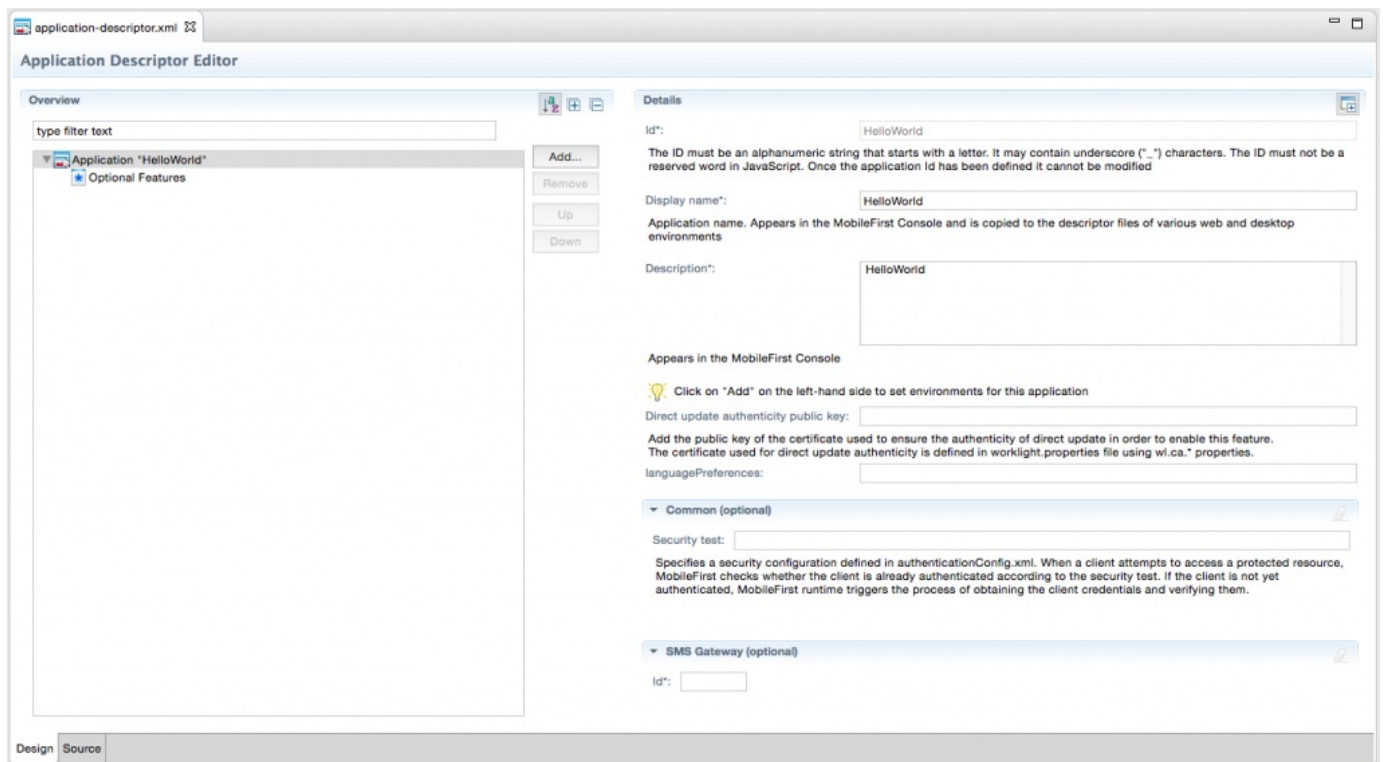 application-descriptor.xml
Application Descriptor Editor
Overview
type filter text
Application "HelloWorld"
Optional Features
Add...
Remove
Up
Down
Details
Id*:
HelloWorld
The ID must be an alphanumeric string that starts with a letter. It may contain underscore ("_") characters. The ID must not be a
reserved word in JavaScript. Once the application Id has been defined it cannot be modified
Display name*:
HelloWorld
Application name. Appears in the MobileFirst Console and is copied to the descriptor files of various web and desktop
environments
Description*:
HelloWorld
Appears in the MobileFirst Console
Click on "Add" on the left-hand side to set environments for this application
Direct update authenticity public key:
Add the public key of the certificate used to ensure the authenticity of direct update in order to enable this feature.
The certificate used for direct update authenticity is defined in worklight.properties file using wl.ca.* properties.
languagePreferences:
Common (optional)
Security test:
Specifies a security configuration defined in authenticationConfig.xml. When a client attempts to access a protected resource,
MobileFirst checks whether the client is already authenticated according to the security test. If the client is not yet
authenticated, MobileFirst runtime triggers the process of obtaining the client credentials and verifying them.
SMS Gateway (optional)
Id*:
Design
Source